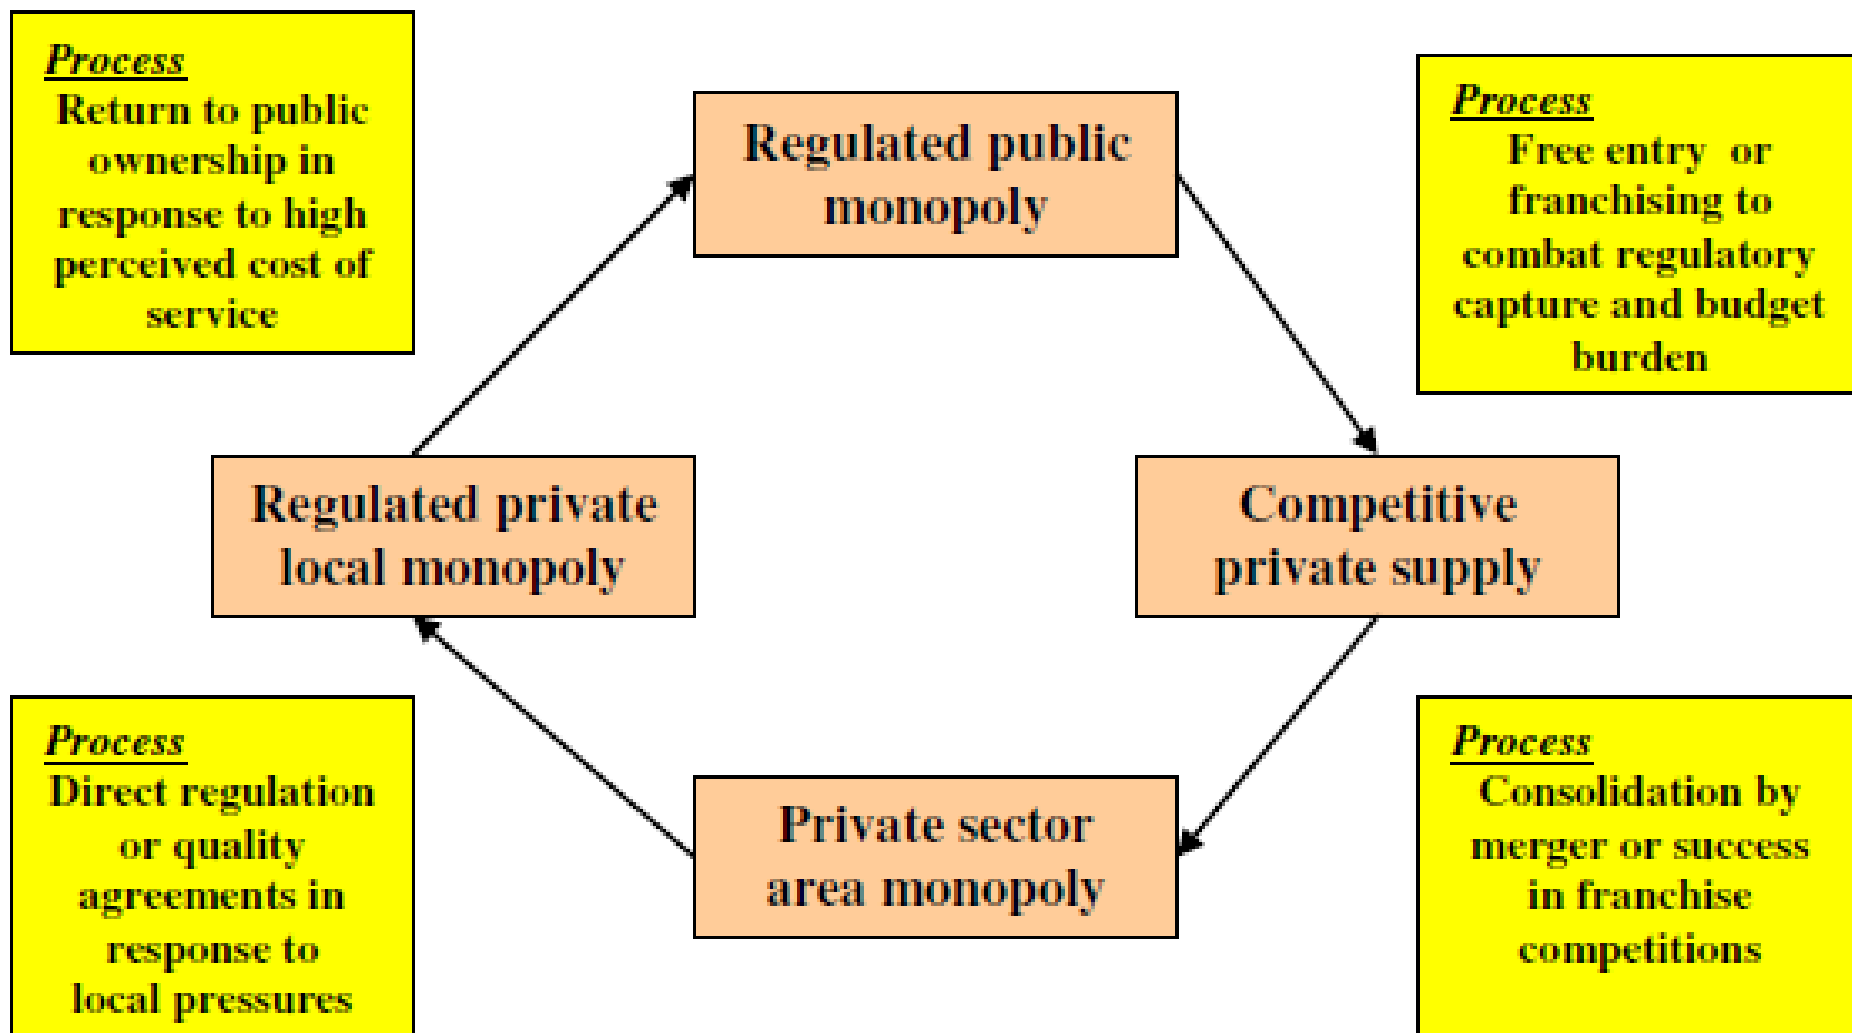 Process
Return to public
ownership in
response to high
perceived cost of
service
Regulated public
monopoly
Process
Free entry or
franchising to
combat regulatory
capture and budget
burden
Regulated private
local monopoly
Competitive
private supply
Process
Direct regulation
or quality
agreements in
response to
local pressures
Private sector
area monopoly
Process
Consolidation by
merger or success
in franchise
competitions